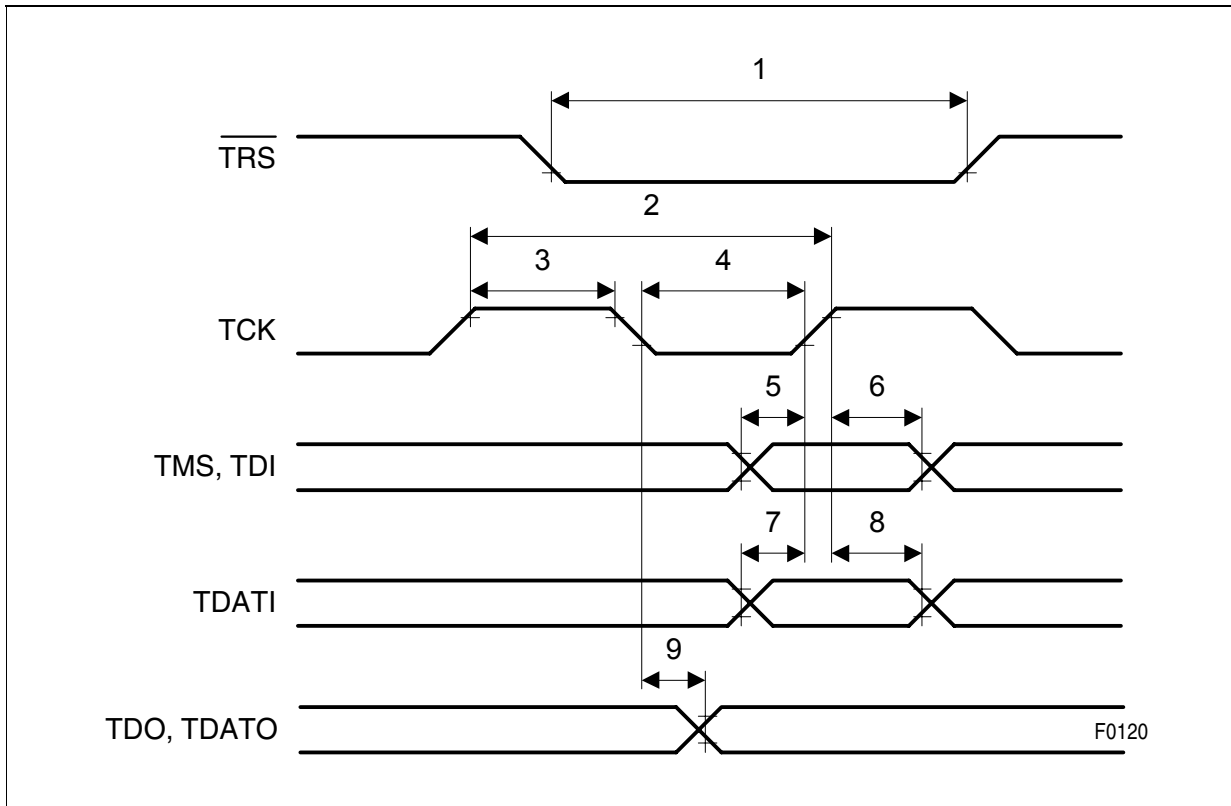 1
TRS
2
3 4
TCK
5 6
TMS, TDI
7 8
TDATI
9
TDO, TDATO
F0120